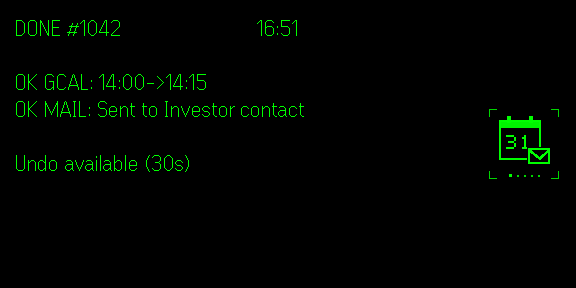 DONE #1042 16:51
OK GCAL: 14:00->14:15
OK MAIL: Sent to Investor contact
31
Undo available (30s)